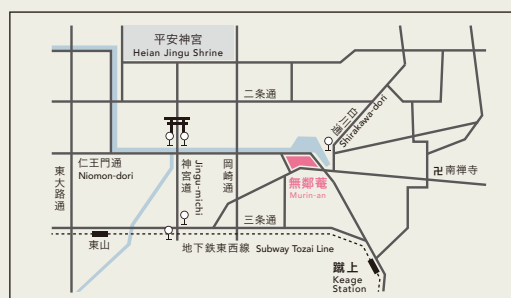 平安神宮
Heian Jingu Shrine
二条通
白川通
Shirakawa-dori
仁王門通
Niomon-dori
東大路通
神宮道
Jingu-michi
岡崎通
無鄰菴
Murin-an
卍南禅寺
三条通
東山
地下鉄東西線 Subway Tozai Line
蹴上
Keage
Station